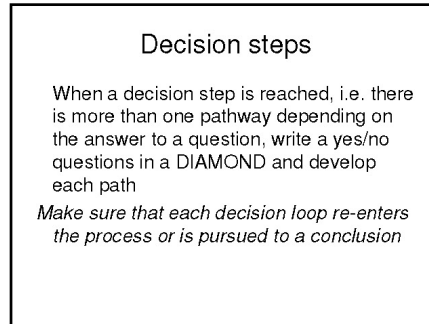 Decision steps
When a decision step is reached, i.e. there
is more than one pathway depending on
the answer to a question, write a yes/no
questions in a DIAMOND and develop
each path
Make sure that each decision loop re-enters
the process or is pursued to a conclusion